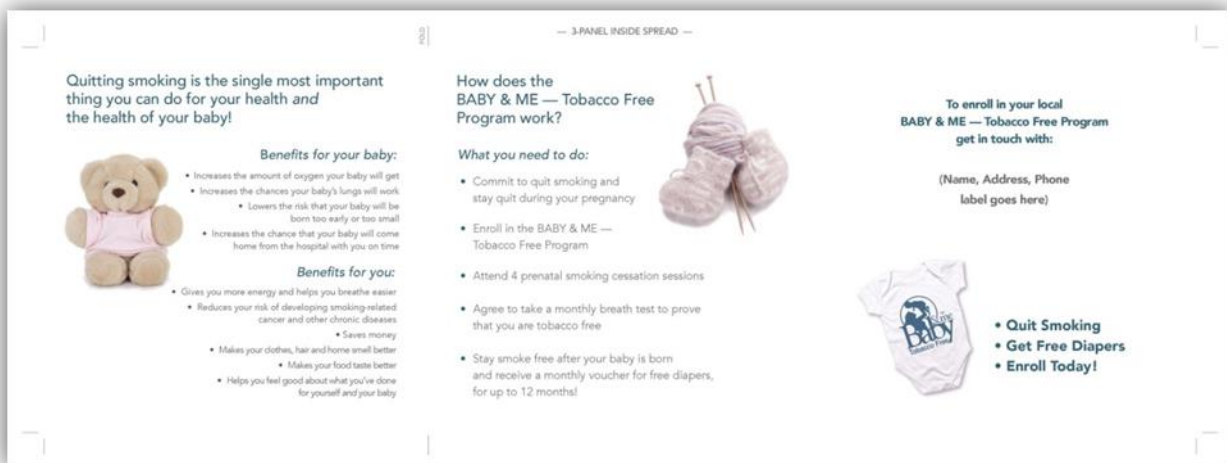 — 3-PANEL INSIDE SPREAD —
FOLD
Quitting smoking is the single most important
thing you can do for your health and
the health of your baby!
Benefits for your baby:
• Increases the amount of oxygen your baby will get
• Increases the chances your baby's lungs will work
• Lowers the risk that your baby will be
born too early or too small
• Increases the chance that your baby will come
home from the hospital with you on time
Benefits for you:
• Gives you more energy and helps you breathe easier
• Reduces your risk of developing smoking-related
cancer and other chronic diseases
• Saves money
• Makes your clothes, hair and home smell better
• Makes your food taste better
• Helps you feel good about what you've done
for yourself and your baby
How does the
BABY & ME — Tobacco Free
Program work?
What you need to do:
• Commit to quit smoking and
stay quit during your pregnancy
• Enroll in the BABY & ME —
Tobacco Free Program
• Attend 4 prenatal smoking cessation sessions
• Agree to take a monthly breath test to prove
that you are tobacco free
• Stay smoke free after your baby is born
and receive a monthly voucher for free diapers,
for up to 12 months!
To enroll in your local
BABY & ME — Tobacco Free Program
get in touch with:
(Name, Address, Phone
label goes here)
& me
Baby
Tobacco Free
• Quit Smoking
• Get Free Diapers
• Enroll Today!